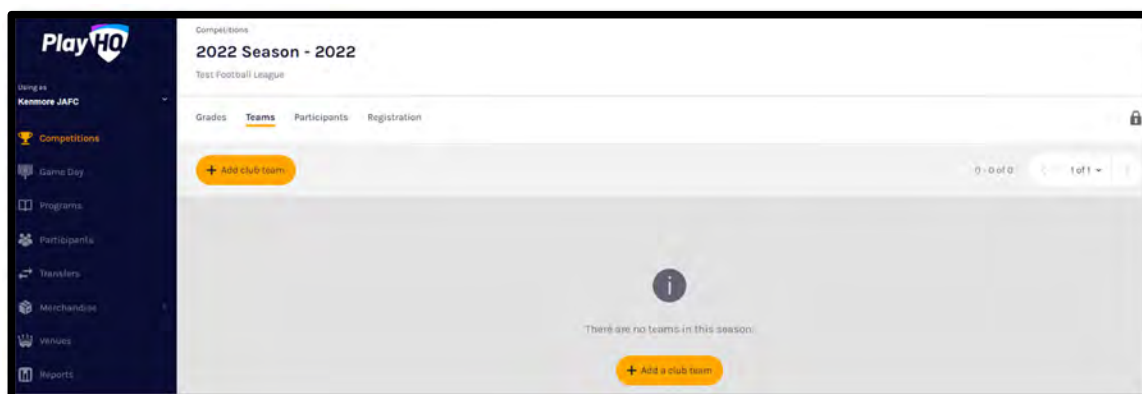 PlayHQ
Using as
Kenmore JAFC
Competitions
Game Day
Programs
Participants
Transfers
Merchandise
Venues
Reports
Competitions
2022 Season - 2022
Test Football League
Grades Teams Participants Registration
+ Add club team
0 - 0 of 0
1 of 1
There are no teams in this season.
+ Add a club team